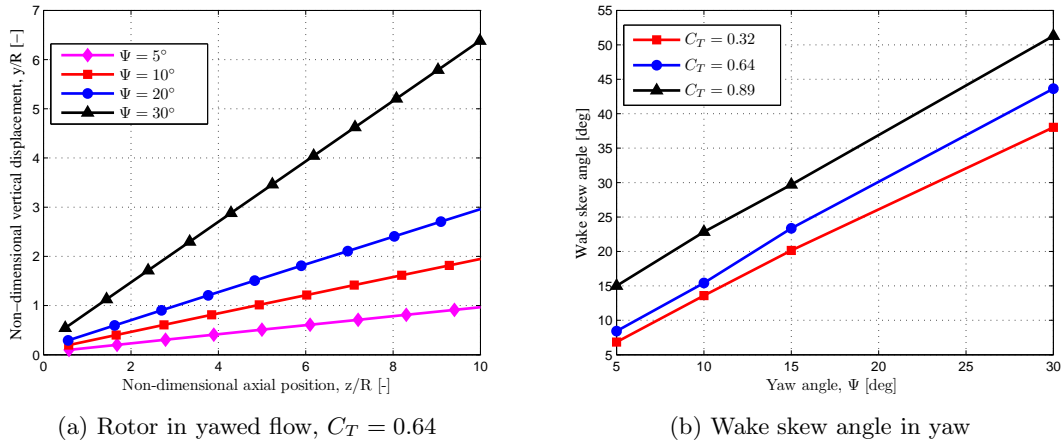 7
6
5
4
3
2
1
0
0 2 4 6 8 10
Non−dimensional vertical displacement, y/R [–]
Non-dimensional axial position, z/R [-]
Ψ = 5°
Ψ = 10°
Ψ = 20°
Ψ = 30°
(a) Rotor in yawed flow, C_T = 0.64
55
50
45
40
35
30
25
20
15
10
5
5 10 15 20 25 30
Wake skew angle [deg]
Yaw angle, Ψ [deg]
C_T = 0.32
C_T = 0.64
C_T = 0.89
(b) Wake skew angle in yaw